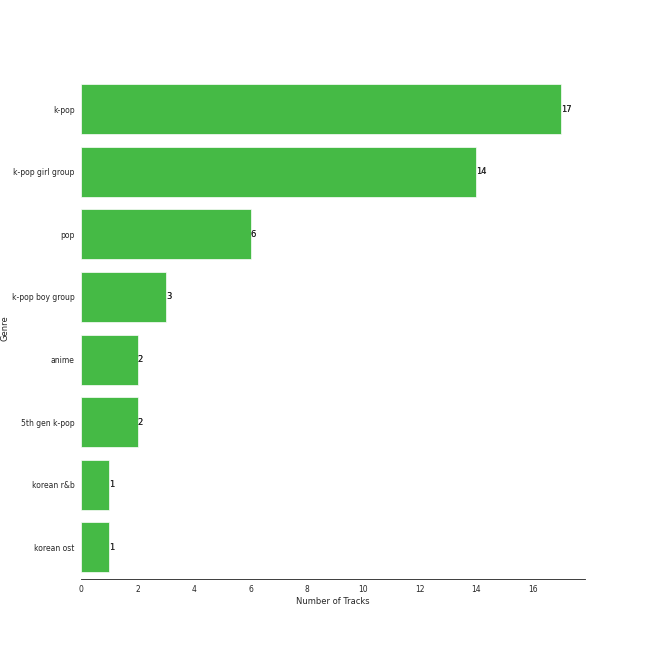 k-pop 17
k-pop girl group 14
pop 6
k-pop boy group 3
Genre
anime 2
5th gen k-pop 2
korean r&b 1
korean ost 1
0 2 4 6 8 10 12 14 16
Number of Tracks